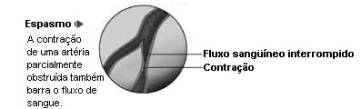 Espasmo
A contração
de uma artéria
parcialmente
obstruída também
barra o fluxo de
sangue.
Fluxo sangüíneo interrompido
Contração